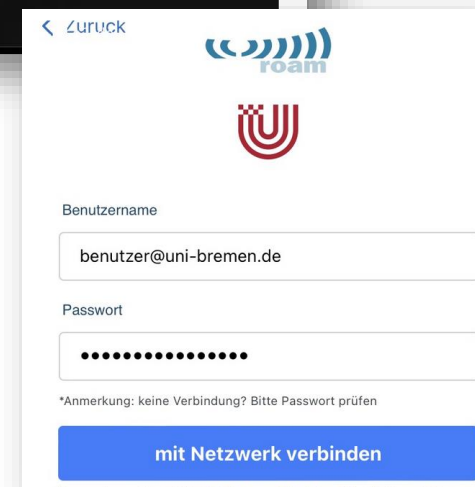 Zurück
roam
Benutzername
benutzer@uni-bremen.de
Passwort
••••••••••••••••
*Anmerkung: keine Verbindung? Bitte Passwort prüfen
mit Netzwerk verbinden